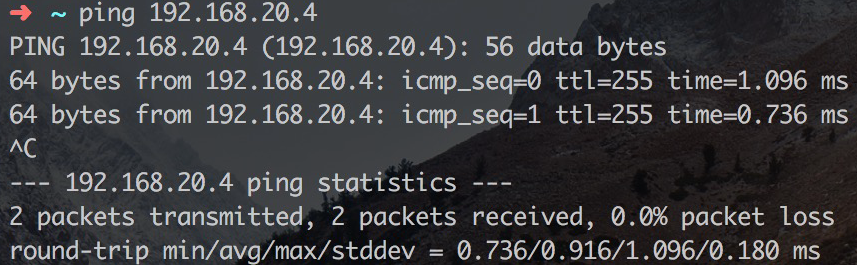 ➜ ~ ping 192.168.20.4
PING 192.168.20.4 (192.168.20.4): 56 data bytes
64 bytes from 192.168.20.4: icmp_seq=0 ttl=255 time=1.096 ms
64 bytes from 192.168.20.4: icmp_seq=1 ttl=255 time=0.736 ms
^C
--- 192.168.20.4 ping statistics ---
2 packets transmitted, 2 packets received, 0.0% packet loss
round-trip min/avg/max/stddev = 0.736/0.916/1.096/0.180 ms